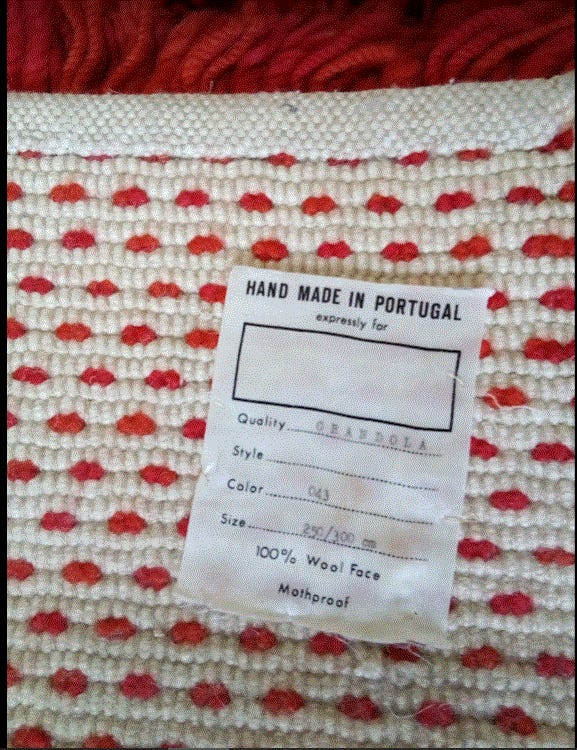 HAND MADE IN PORTUGAL
expressly for
Quality GRANDOLA
Style
Color 043
Size 250/300 cm
100% Wool Face
Mothproof